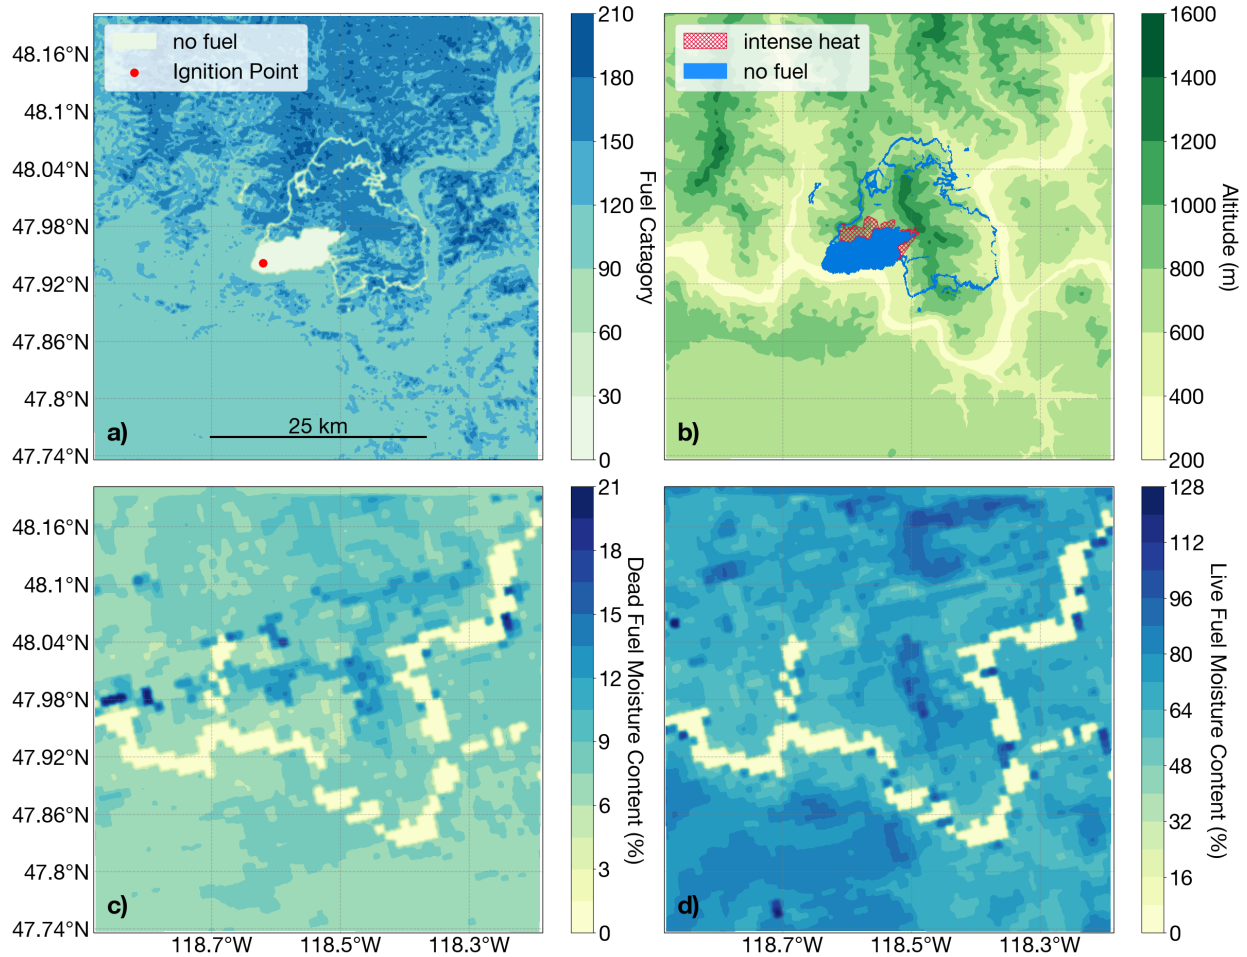 no fuel
Ignition Point
48.16°N
48.1°N
48.04°N
47.98°N
47.92°N
47.86°N
47.8°N
47.74°N
25 km
a)
210
180
150
120
90
60
30
0
Fuel Catagory
intense heat
no fuel
b)
1600
1400
1200
1000
800
600
400
200
Altitude (m)
48.16°N
48.1°N
48.04°N
47.98°N
47.92°N
47.86°N
47.8°N
47.74°N
c)
118.7°W
118.5°W
118.3°W
21
18
15
12
9
6
3
0
Dead Fuel Moisture Content (%)
d)
118.7°W
118.5°W
118.3°W
128
112
96
80
64
48
32
16
0
Live Fuel Moisture Content (%)